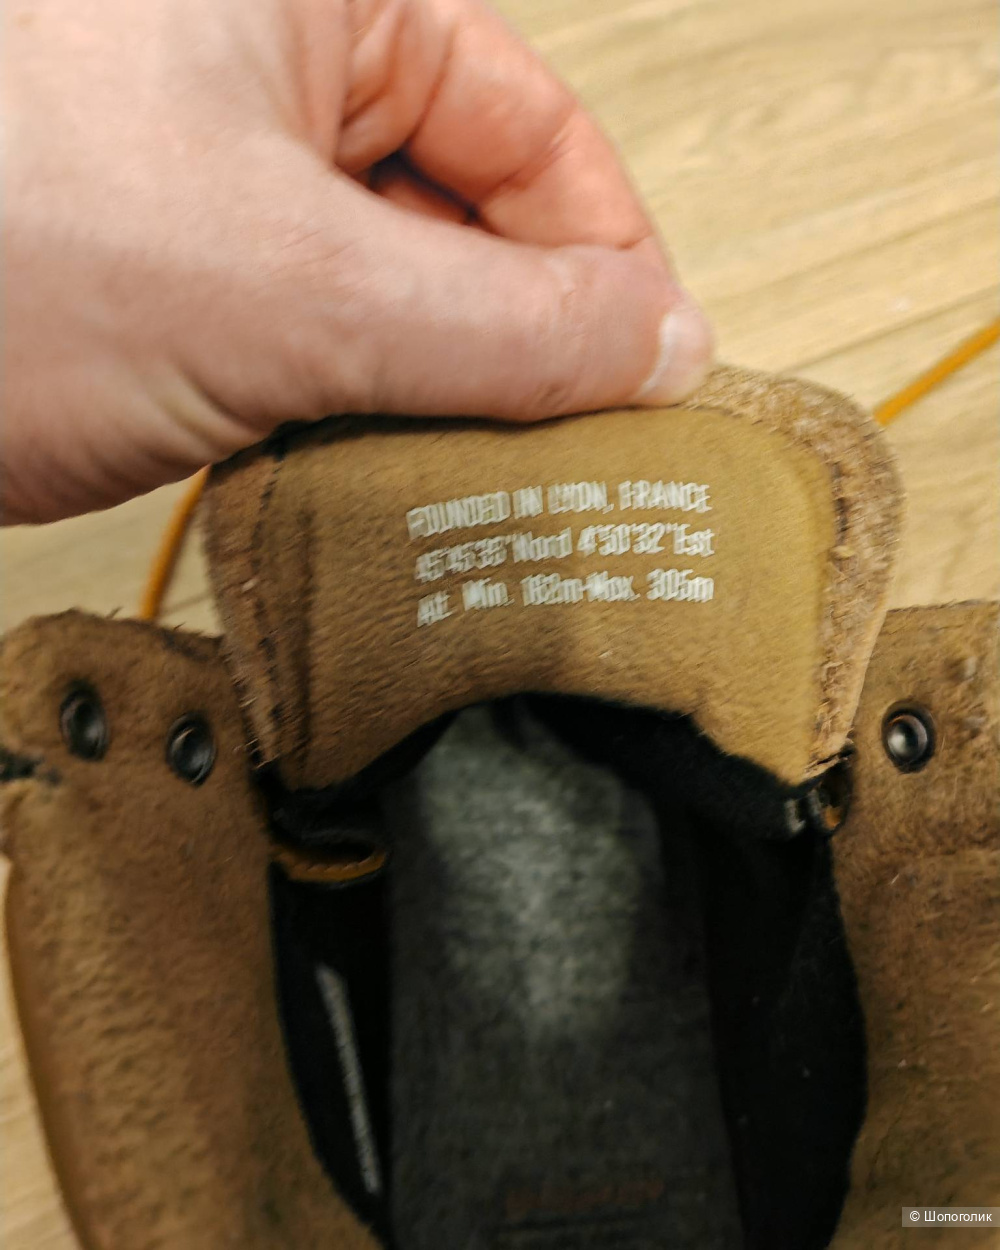 FOUNDED IN LYON, FRANCE
45°45'35"Nord 4°50'32"Est
Alt. Min. 162m-Max. 305m
© Шопоголик